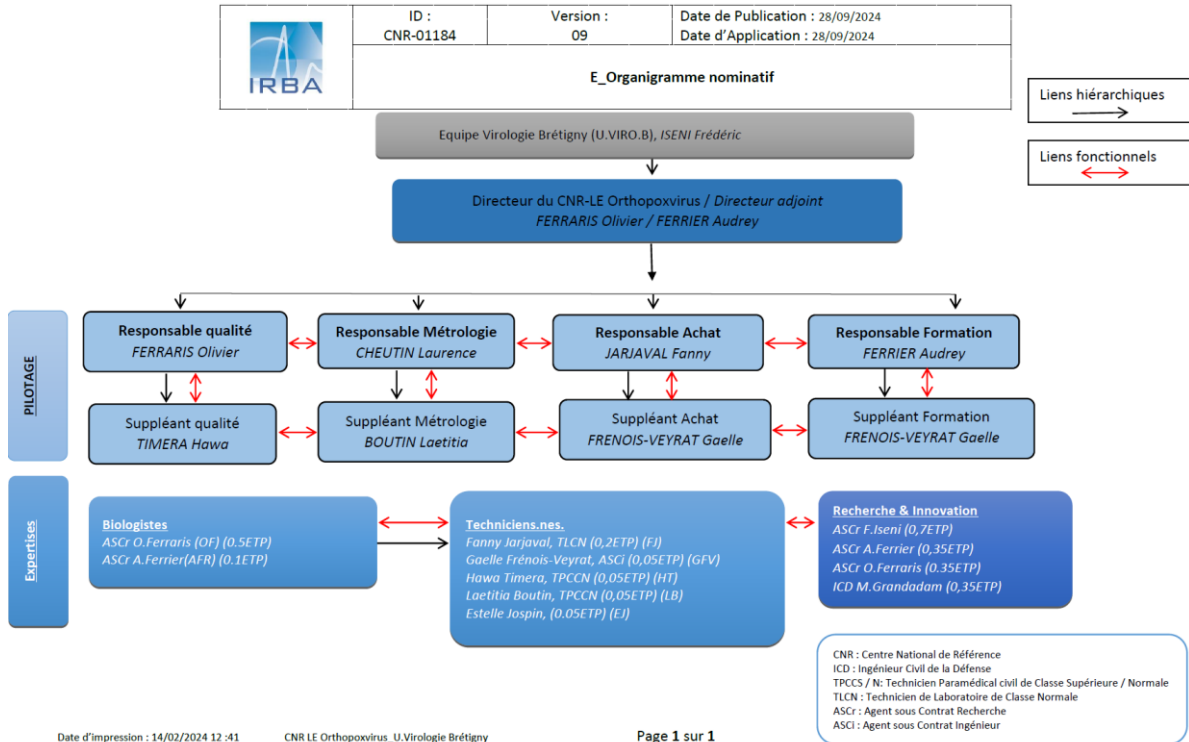 IRBA
ID :
CNR-01184
Version :
09
Date de Publication : 28/09/2024
Date d'Application : 28/09/2024
E_Organigramme nominatif
Liens hiérarchiques
Liens fonctionnels
Equipe Virologie Brétigny (U.VIRO.B), ISENI Frédéric
Directeur du CNR-LE Orthopoxvirus / Directeur adjoint
FERRARIS Olivier / FERRIER Audrey
PILOTAGE
Responsable qualité
FERRARIS Olivier
Responsable Métrologie
CHEUTIN Laurence
Responsable Achat
JARJAVAL Fanny
Responsable Formation
FERRIER Audrey
Suppléant qualité
TIMERA Hawa
Suppléant Métrologie
BOUTIN Laetitia
Suppléant Achat
FRENOIS-VEYRAT Gaelle
Suppléant Formation
FRENOIS-VEYRAT Gaelle
Expertises
Biologistes
ASCr O.Ferraris (OF) (0.5ETP)
ASCr A.Ferrier(AFR) (0.1ETP)
Technicien.nes.
Fanny Jarjaval, TLCN (0,2ETP) (FJ)
Gaelle Frénois-Veyrat, ASCi (0,05ETP) (GFV)
Hawa Timera, TPCCN (0,05ETP) (HT)
Laetitia Boutin, TPCCN (0,05ETP) (LB)
Estelle Jospin, (0.05ETP) (EJ)
Recherche & Innovation
ASCr F.Iseni (0,7ETP)
ASCr A.Ferrier (0,35ETP)
ASCr O.Ferraris (0.35ETP)
ICD M.Grandadam (0,35ETP)
CNR : Centre National de Référence
ICD : Ingénieur Civil de la Défense
TPCCS / N: Technicien Paramédical civil de Classe Supérieure / Normale
TLCN : Technicien de Laboratoire de Classe Normale
ASCr : Agent sous Contrat Recherche
ASCi : Agent sous Contrat Ingénieur
Date d'impression : 14/02/2024 12 :41 CNR LE Orthopoxvirus_U.Virologie Brétigny Page 1 sur 1